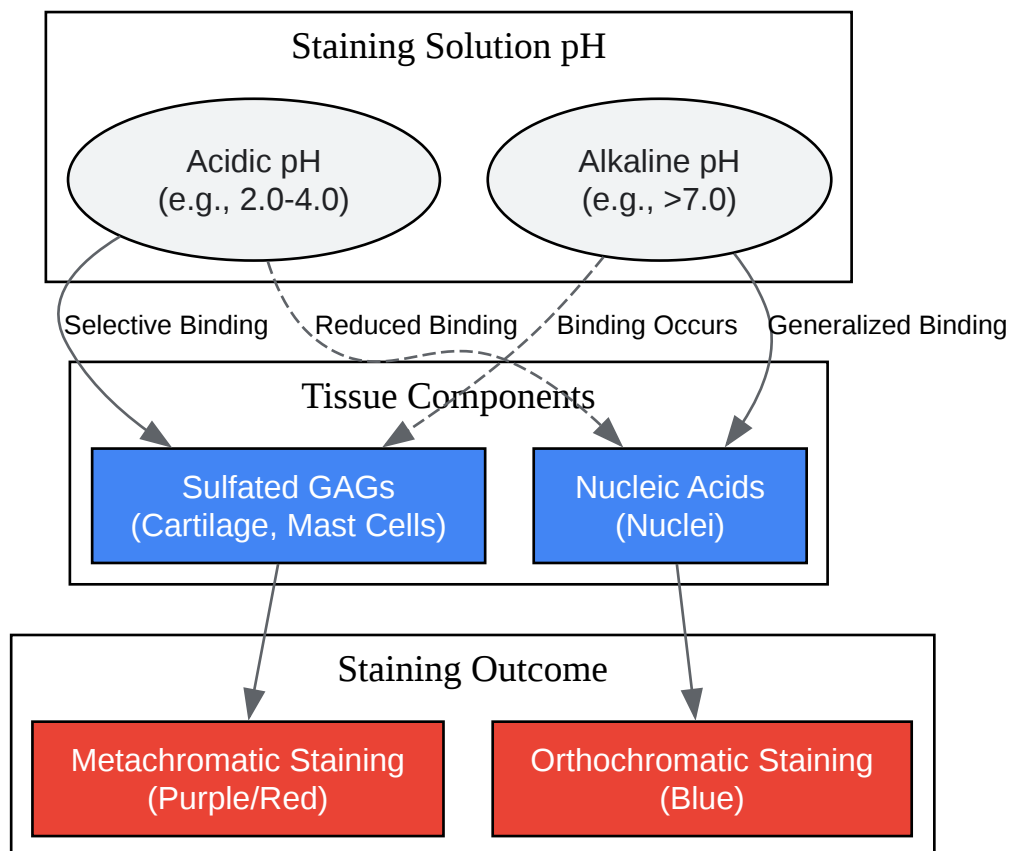 Staining Solution pH
Acidic pH
(e.g., 2.0-4.0)
Alkaline pH
(e.g., >7.0)
Selective Binding
Reduced Binding
Binding Occurs
Generalized Binding
Tissue Components
Sulfated GAGs
(Cartilage, Mast Cells)
Nucleic Acids
(Nuclei)
Staining Outcome
Metachromatic Staining
(Purple/Red)
Orthochromatic Staining
(Blue)